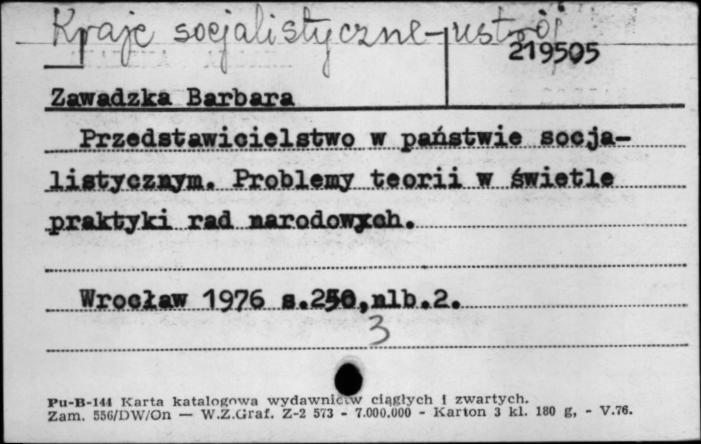 Kraje socjalistyczne-ustrój
219505
Zawadzka Barbara
Przedstawicielstwo w państwie socja-
listycznym. Problemy teorii w świetle
praktyki rad narodowych.
Wrocław 1976 s.250,nlb.2.
3
Pu-B-144 Karta katalogowa wydawnictw ciągłych i zwartych.
Zam. 556/DW/On — W.Z.Graf. Z-2 573 - 7.000.000 - Karton 3 kl. 180 g, - V.76.